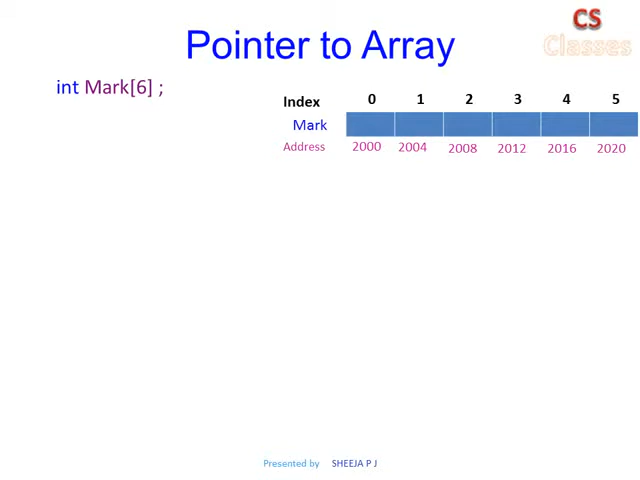 CS
Classes
Pointer to Array
int Mark[6] ;
Index 0 1 2 3 4 5
Mark
Address 2000 2004 2008 2012 2016 2020
Presented by SHEEJA P J